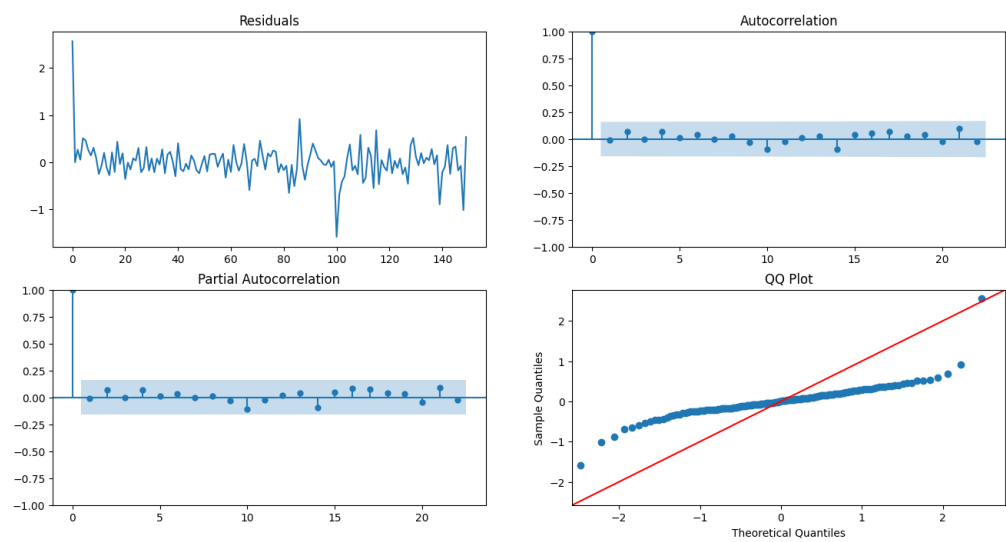 Residuals
2
1
0
−1
0 20 40 60 80 100 120 140
Autocorrelation
1.00
0.75
0.50
0.25
0.00
−0.25
−0.50
−0.75
−1.00
0 5 10 15 20
Partial Autocorrelation
1.00
0.75
0.50
0.25
0.00
−0.25
−0.50
−0.75
−1.00
0 5 10 15 20
QQ Plot
Sample Quantiles
2
1
0
−1
−2
−2 −1 0 1 2
Theoretical Quantiles